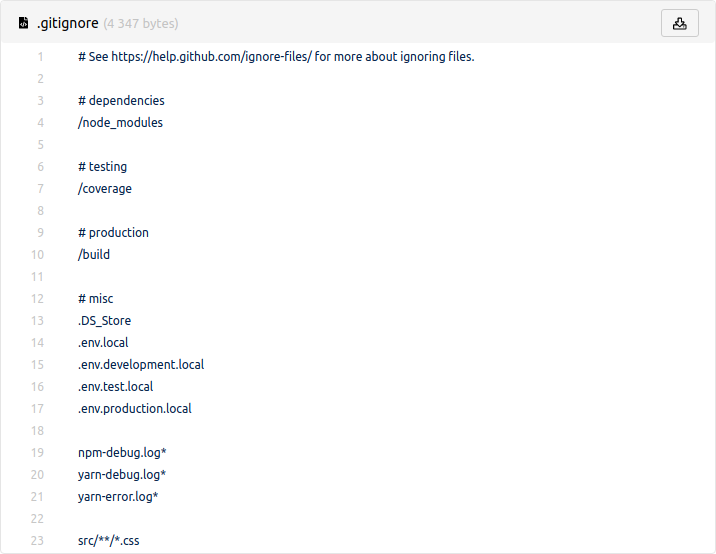 .gitignore (4 347 bytes)
1 # See https://help.github.com/ignore-files/ for more about ignoring files.
2
3 # dependencies
4 /node_modules
5
6 # testing
7 /coverage
8
9 # production
10 /build
11
12 # misc
13 .DS_Store
14 .env.local
15 .env.development.local
16 .env.test.local
17 .env.production.local
18
19 npm-debug.log*
20 yarn-debug.log*
21 yarn-error.log*
22
23 src/**/*.css